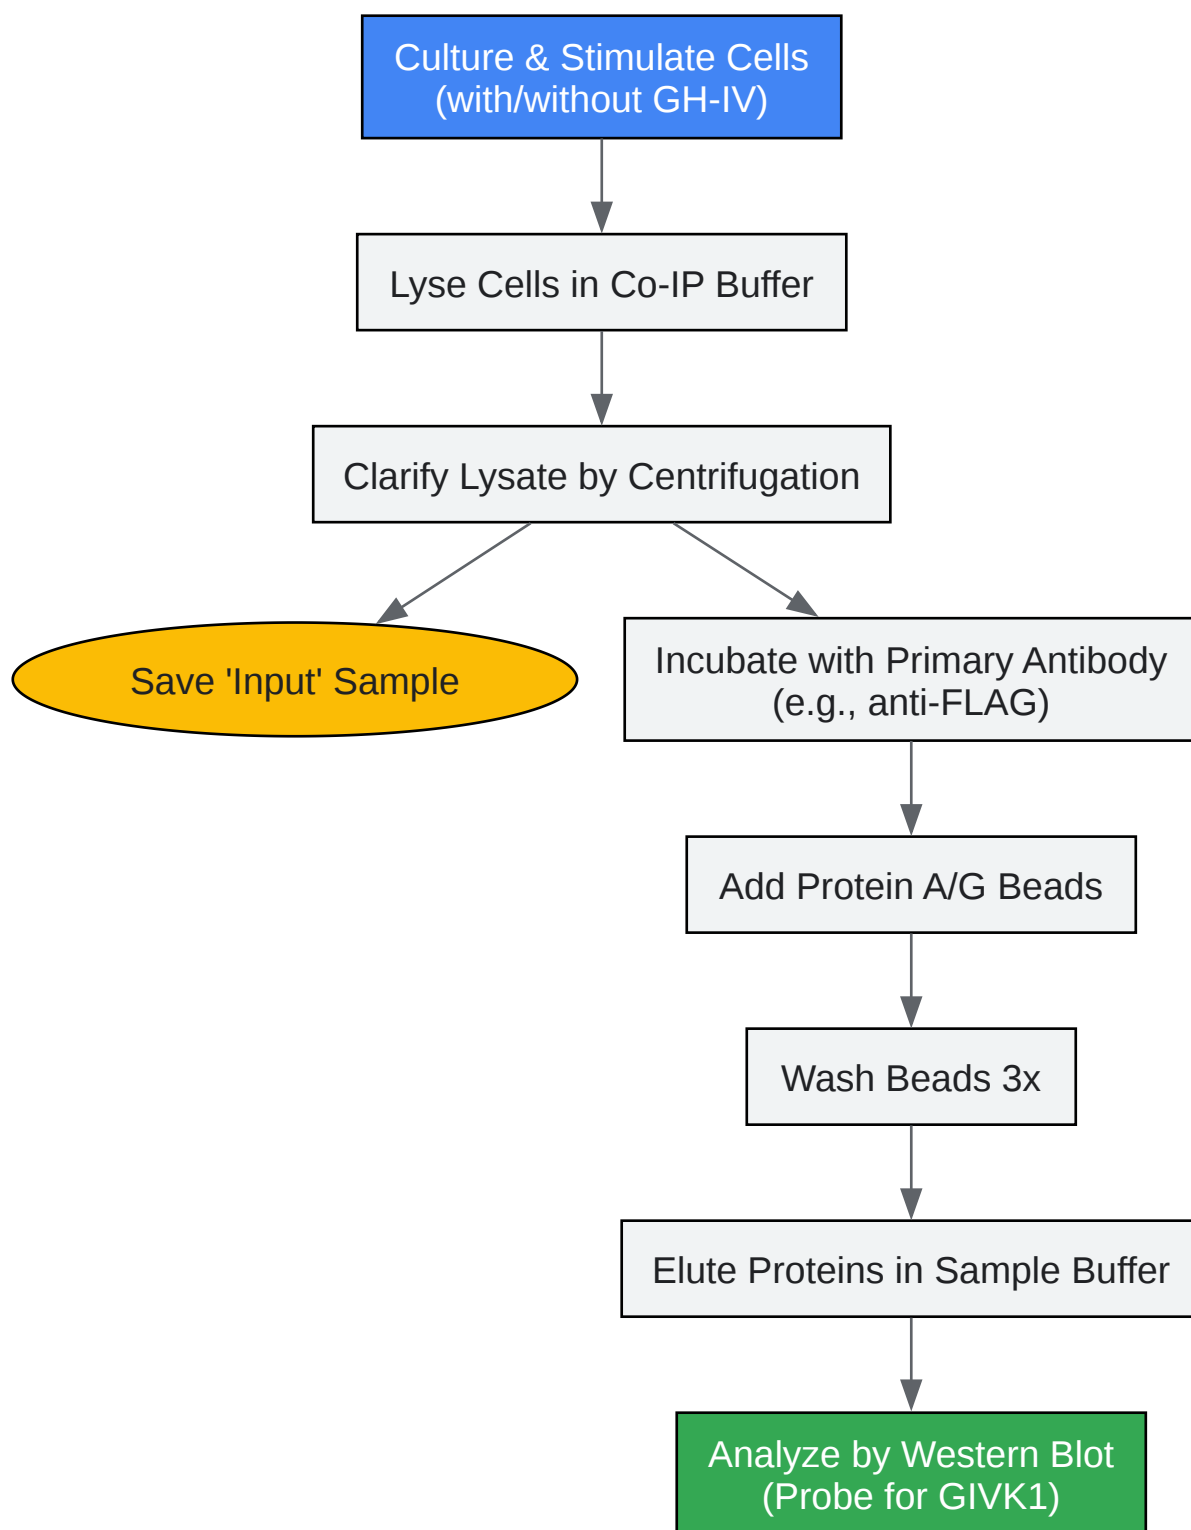 Culture & Stimulate Cells
(with/without GH-IV)
Lyse Cells in Co-IP Buffer
Clarify Lysate by Centrifugation
Save 'Input' Sample
Incubate with Primary Antibody
(e.g., anti-FLAG)
Add Protein A/G Beads
Wash Beads 3x
Elute Proteins in Sample Buffer
Analyze by Western Blot
(Probe for GIVK1)